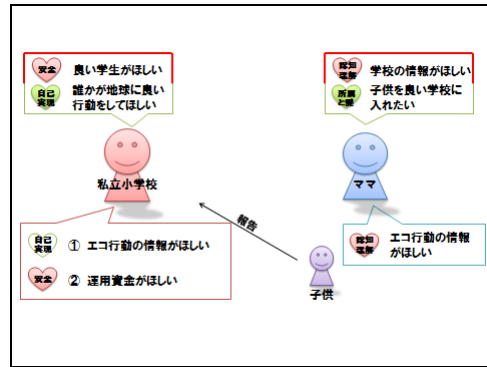 安全 良い学生がほしい
自己実現 誰かが地球に良い
行動をしてほしい
私立小学校
認知理解 学校の情報がほしい
所属と愛 子供を良い学校に
入れたい
ママ
報告
子供
自己実現 ① エコ行動の情報がほしい
安全 ② 運用資金がほしい
認知理解 エコ行動の情報
がほしい